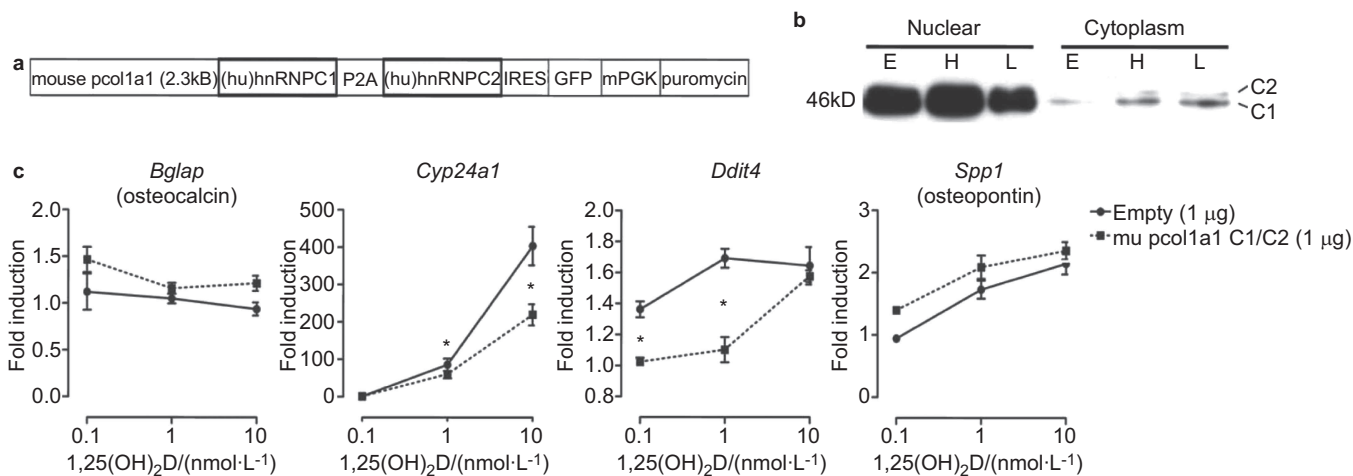 a
mouse pcol1a1 (2.3kB) (hu)hnRNPC1 P2A (hu)hnRNPC2 IRES GFP mPGK puromycin
b
Nuclear Cytoplasm
E H L E H L
46kD
C2
C1
c
Bglap
(osteocalcin)
Fold induction
2.0
1.5
1.0
0.5
0.0
0.1 1 10
1,25(OH)₂D/(nmol·L⁻¹)
Cyp24a1
Fold induction
500
400
300
200
100
0
*
*
0.1 1 10
1,25(OH)₂D/(nmol·L⁻¹)
Ddit4
Fold induction
2.0
1.8
1.6
1.4
1.2
1.0
0.8
*
*
0.1 1 10
1,25(OH)₂D/(nmol·L⁻¹)
Spp1
(osteopontin)
Fold induction
3
2
1
0
0.1 1 10
1,25(OH)₂D/(nmol·L⁻¹)
Empty (1 µg)
mu pcol1a1 C1/C2 (1 µg)